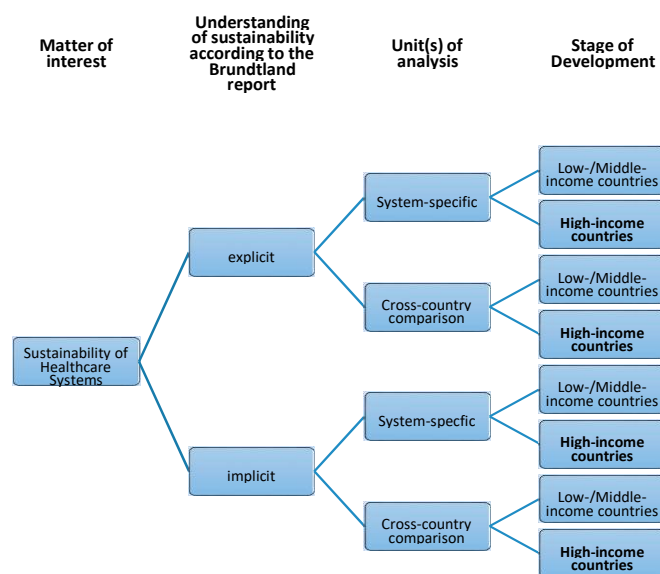 Matter of
interest
Understanding
of sustainability
according to the
Brundtland
report
Unit(s) of
analysis
Stage of
Development
Sustainability of
Healthcare
Systems
explicit
implicit
System-specific
Cross-country
comparison
System-specfic
Cross-country
comparison
Low-/Middle-
income countries
High-income
countries
Low-/Middle-
income countries
High-income
countries
Low-/Middle-
income countries
High-income
countries
Low-/Middle-
income countries
High-income
countries